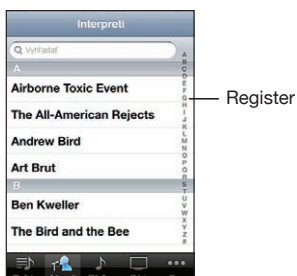 Interpreti
Vyhľadať
A
Airborne Toxic Event
The All-American Rejects
Andrew Bird
Art Brut
B
Ben Kweller
The Bird and the Bee
A
B
C
D
E
F
G
H
I
J
K
L
M
N
O
P
Q
R
S
T
U
V
W
X
Y
Z
#
Register